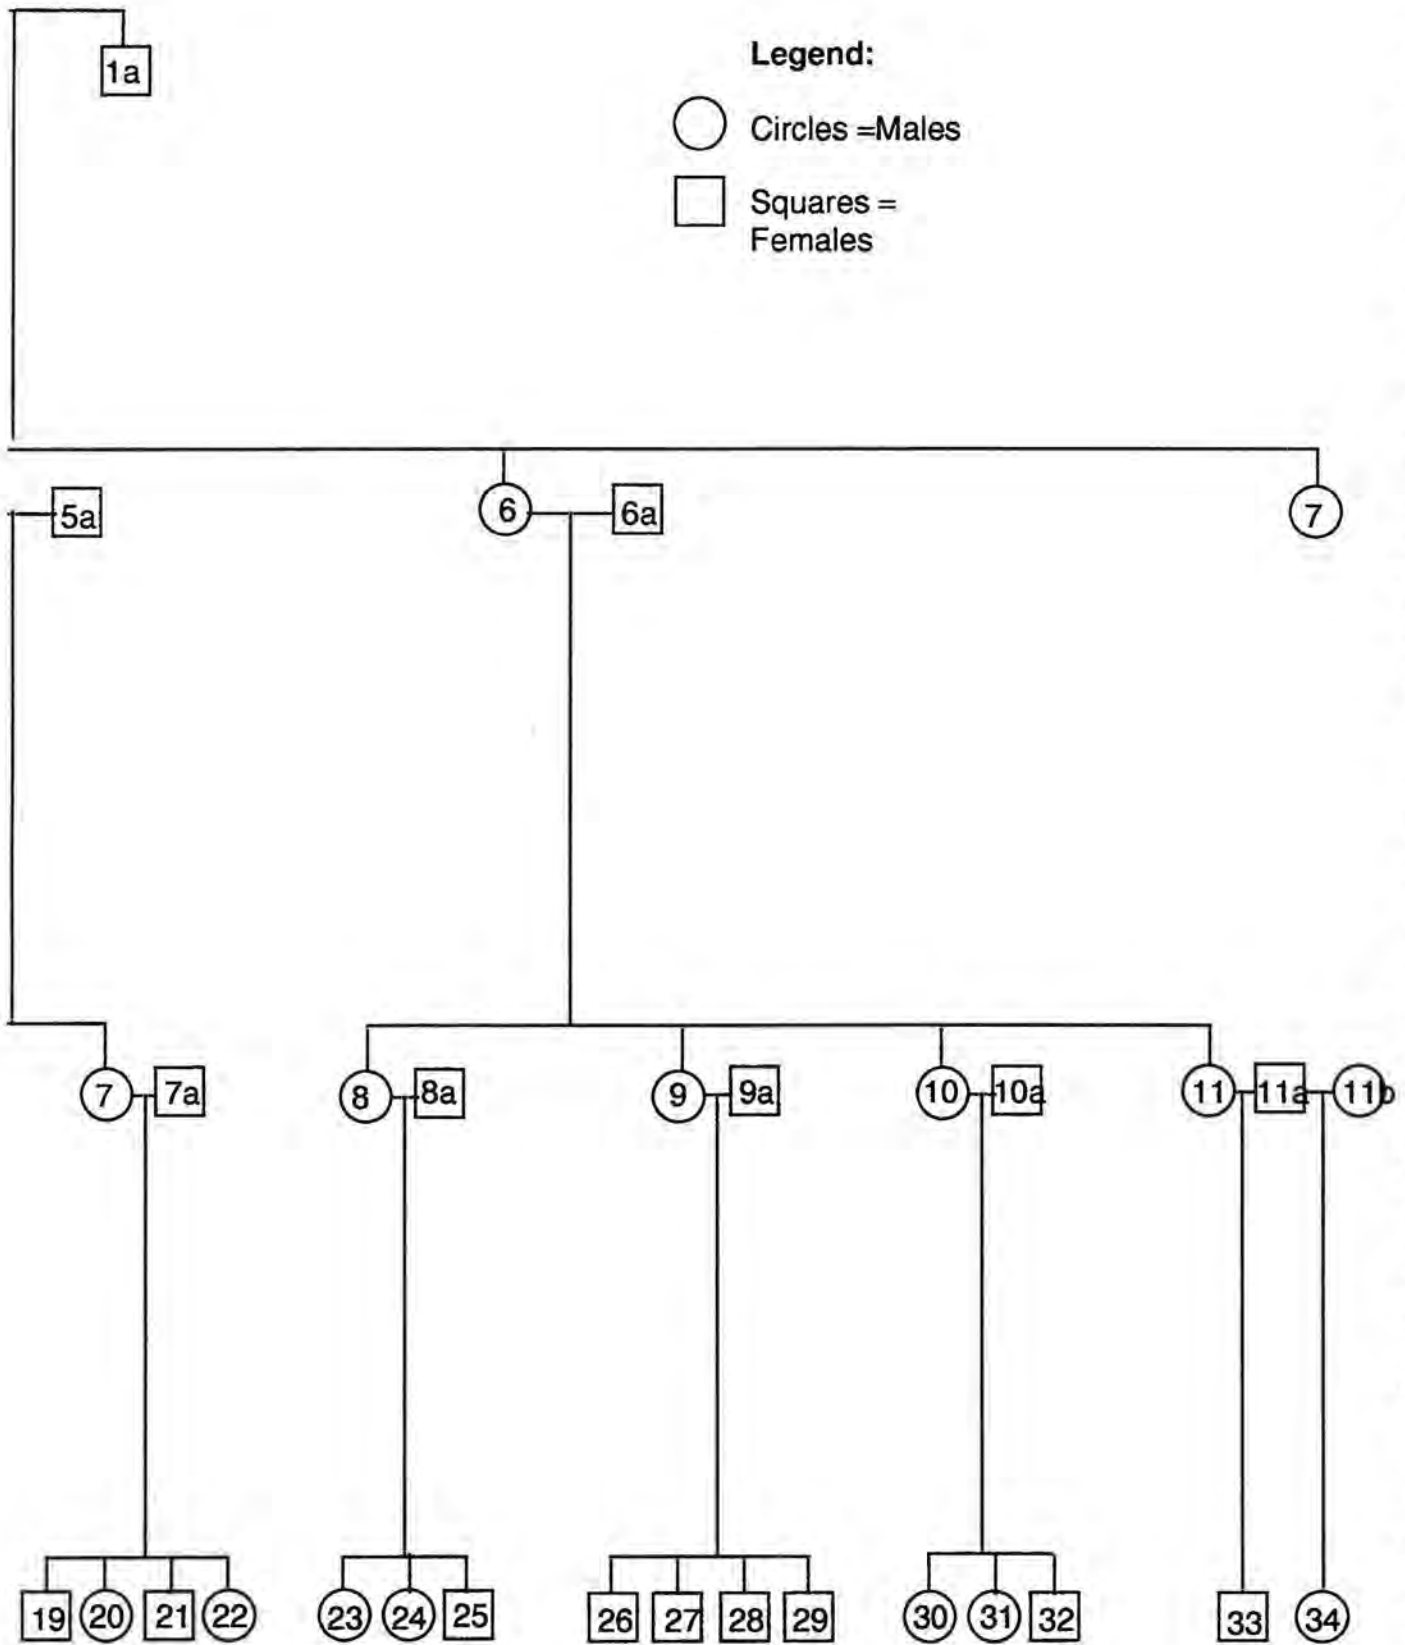 1a
Legend:
Circles =Males
Squares =
Females
5a 6 6a 7
7 7a 8 8a 9 9a 10 10a 11 11a 11b
19 20 21 22 23 24 25 26 27 28 29 30 31 32 33 34